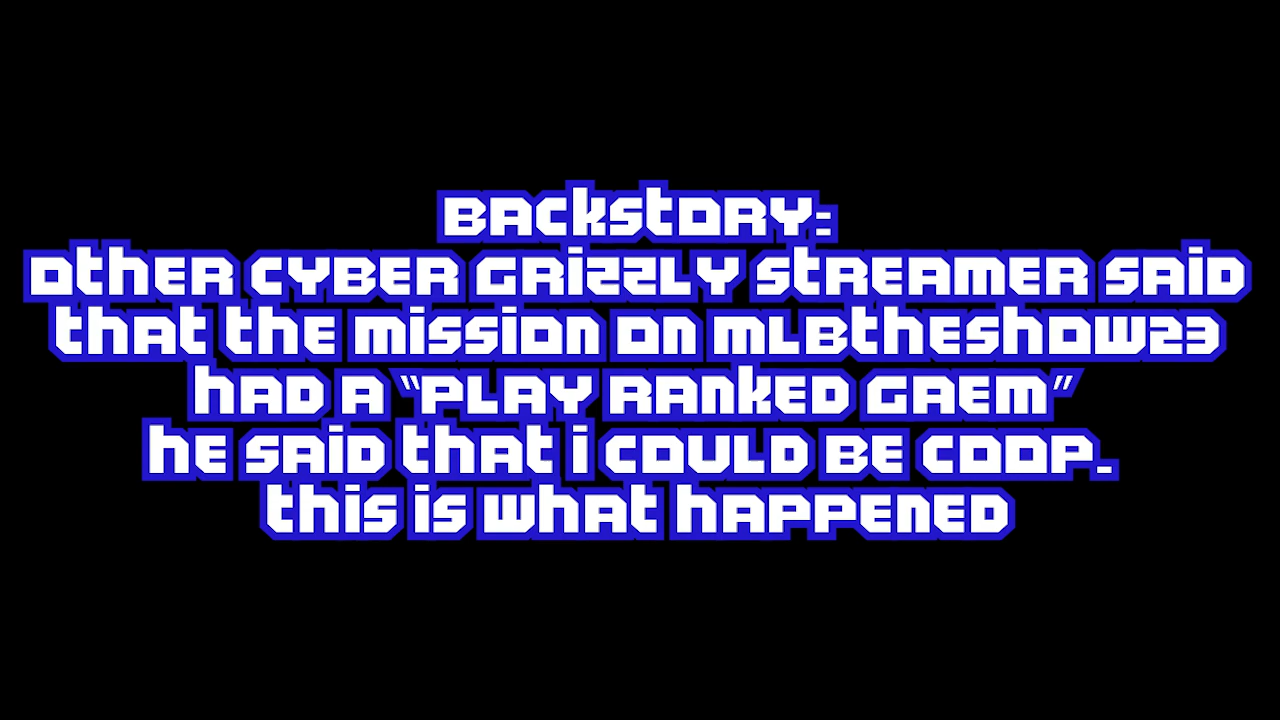 BACKSTORY:
OTHER CYBER GRIZZLY STREAMER SAID
THAT THE MISSION ON MLBTHESHOW23
HAD A "PLAY RANKED GAEM"
HE SAID THAT I COULD BE COOP.
THIS IS WHAT HAPPENED